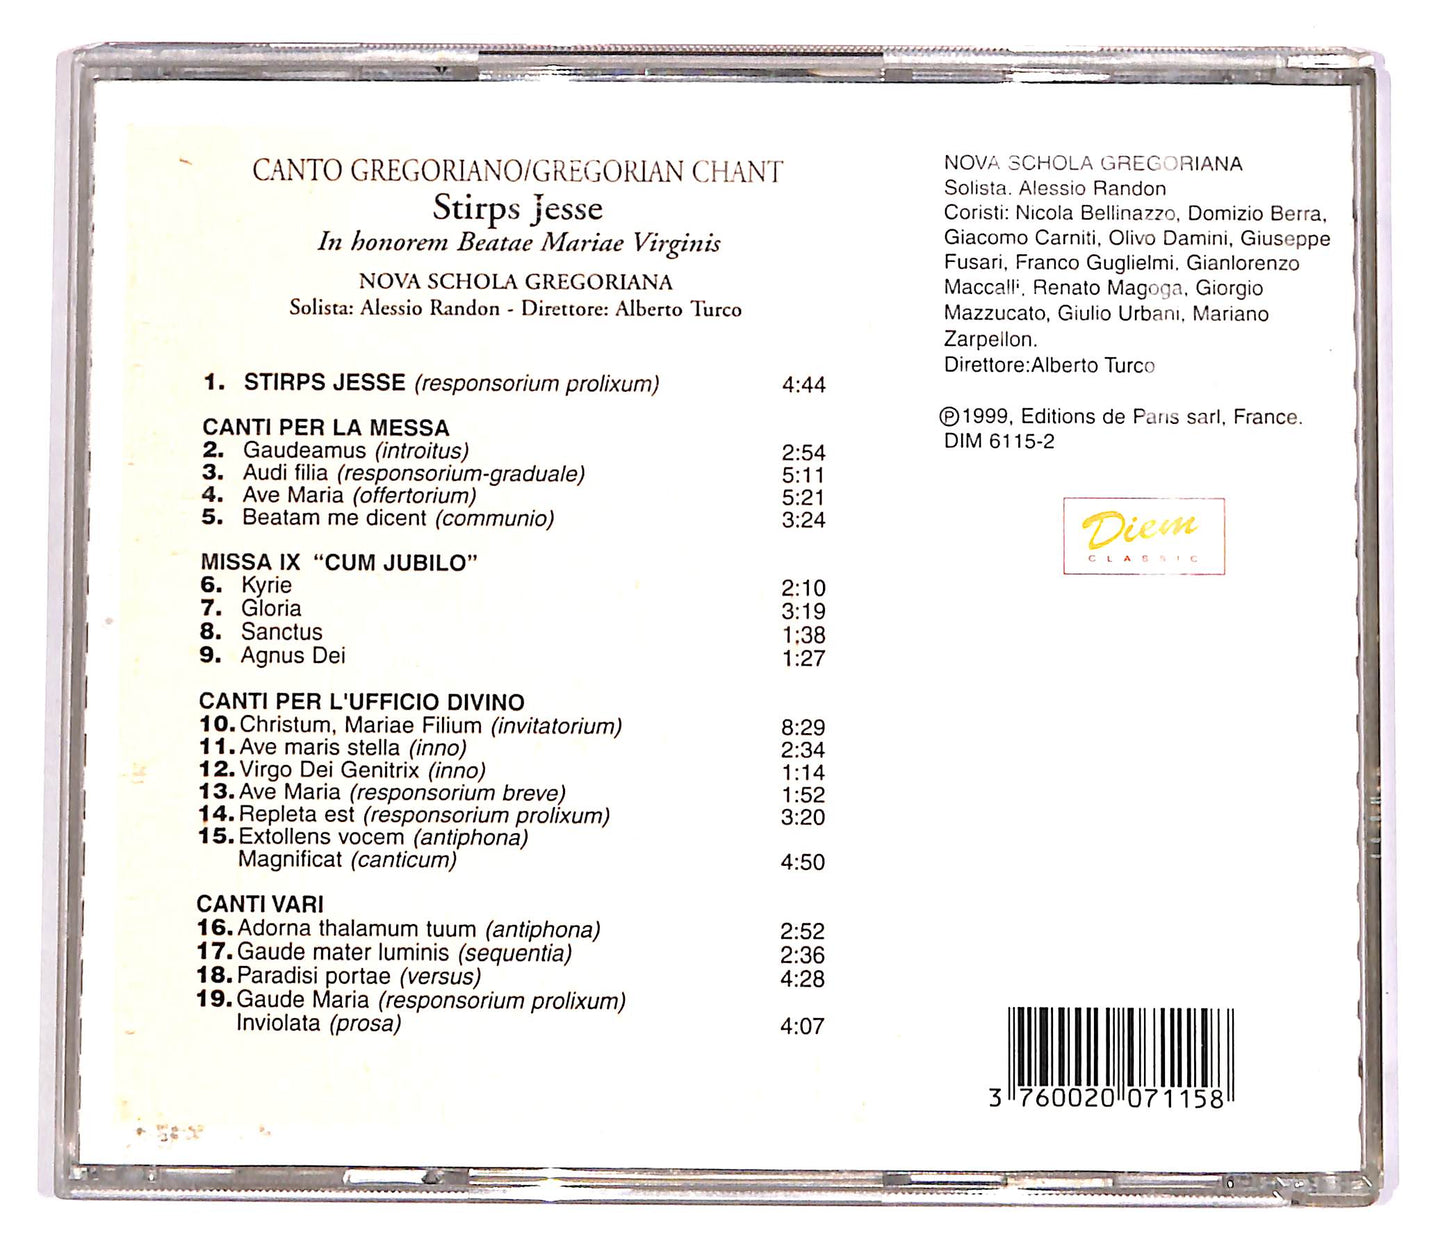 CANTO GREGORIANO/GREGORIAN CHANT
Stirps Jesse
In honorem Beatae Mariae Virginis
NOVA SCHOLA GREGORIANA
Solista: Alessio Randon - Direttore: Alberto Turco
1. STIRPS JESSE (responsorium prolixum) 4:44
CANTI PER LA MESSA
2. Gaudeamus (introitus) 2:54
3. Audi filia (responsorium-graduale) 5:11
4. Ave Maria (offertorium) 5:21
5. Beatam me dicent (communio) 3:24
MISSA IX “CUM JUBILO”
6. Kyrie 2:10
7. Gloria 3:19
8. Sanctus 1:38
9. Agnus Dei 1:27
CANTI PER L'UFFICIO DIVINO
10. Christum, Mariae Filium (invitatorium) 8:29
11. Ave maris stella (inno) 2:34
12. Virgo Dei Genitrix (inno) 1:14
13. Ave Maria (responsorium breve) 1:52
14. Repleta est (responsorium prolixum) 3:20
15. Extollens vocem (antiphona)
Magnificat (canticum) 4:50
CANTI VARI
16. Adorna thalamum tuum (antiphona) 2:52
17. Gaude mater luminis (sequentia) 2:36
18. Paradisi portae (versus) 4:28
19. Gaude Maria (responsorium prolixum)
Inviolata (prosa) 4:07
NOVA SCHOLA GREGORIANA
Solista. Alessio Randon
Coristi: Nicola Bellinazzo, Domizio Berra,
Giacomo Carniti, Olivo Damini, Giuseppe
Fusari, Franco Guglielmi. Gianlorenzo
Maccalli, Renato Magoga, Giorgio
Mazzucato, Giulio Urbani, Mariano
Zarpellon.
Direttore:Alberto Turco
℗1999, Editions de Paris sarl, France.
DIM 6115-2
Diem
CLASSIC
3 760020 071158